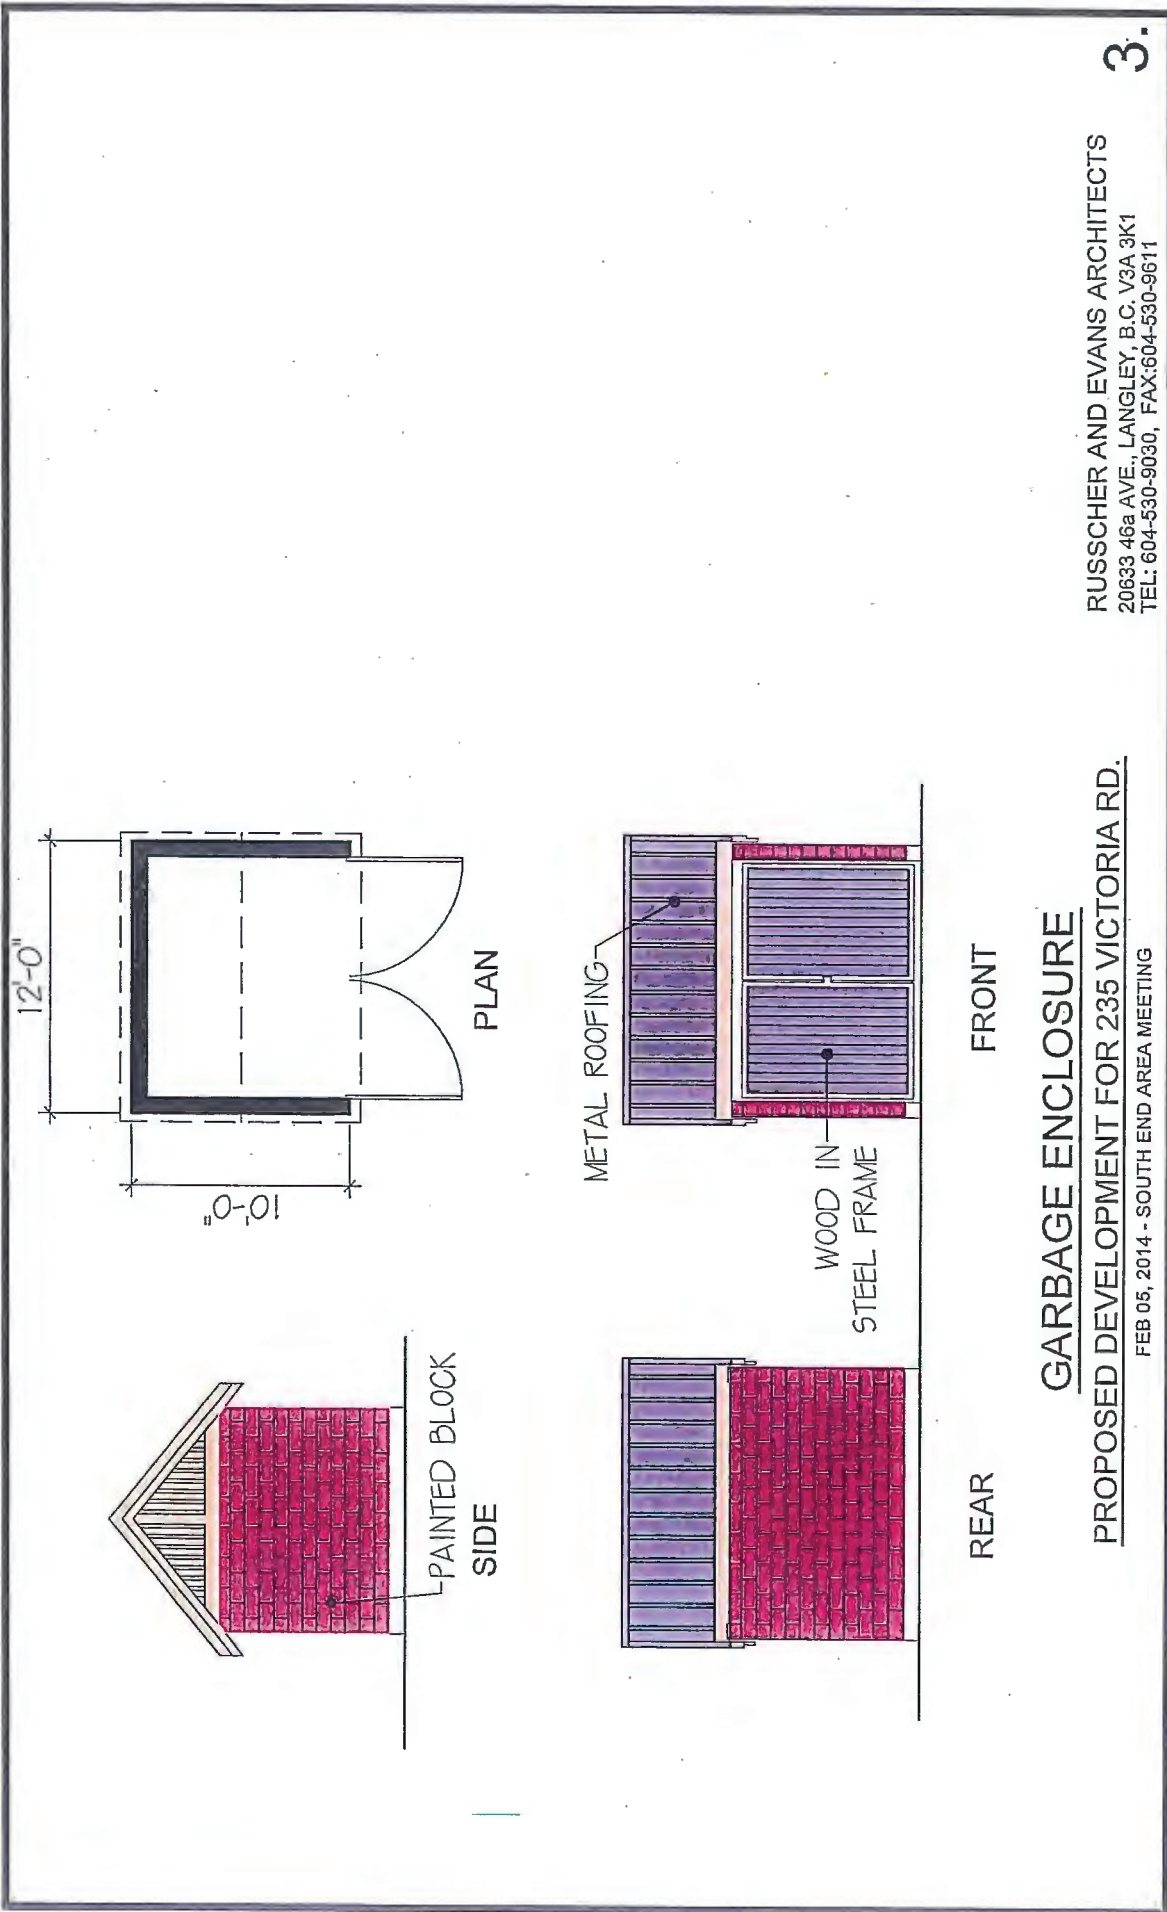 12'-0"
10'-0"
PLAN
PAINTED BLOCK
SIDE
METAL ROOFING
WOOD IN
STEEL FRAME
REAR
FRONT
GARBAGE ENCLOSURE
PROPOSED DEVELOPMENT FOR 235 VICTORIA RD.
FEB 05, 2014 - SOUTH END AREA MEETING
RUSSCHER AND EVANS ARCHITECTS
20633 46a AVE., LANGLEY, B.C. V3A 3K1
TEL: 604-530-9030, FAX:604-530-9611
3.